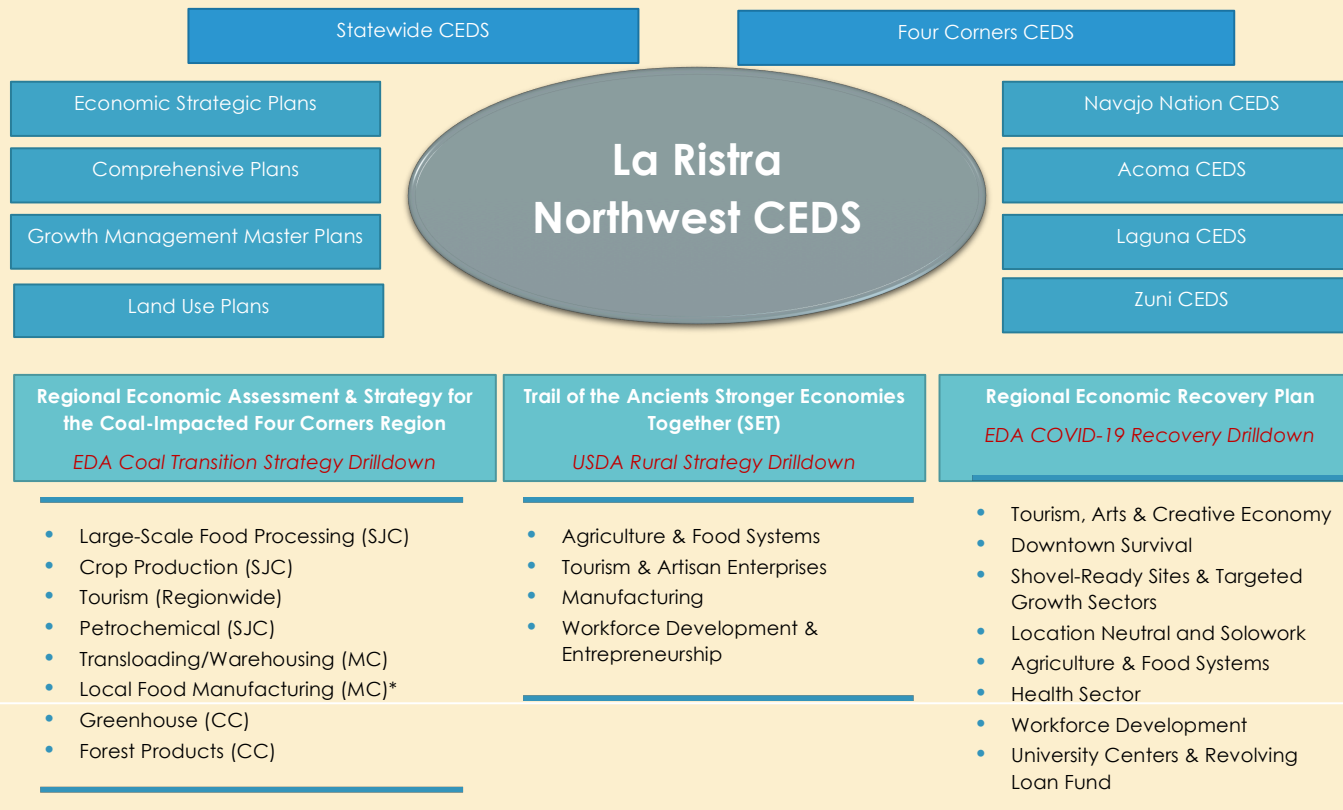 Statewide CEDS
Four Corners CEDS
Economic Strategic Plans
Comprehensive Plans
Growth Management Master Plans
Land Use Plans
La Ristra
Northwest CEDS
Navajo Nation CEDS
Acoma CEDS
Laguna CEDS
Zuni CEDS
Regional Economic Assessment & Strategy for
the Coal-Impacted Four Corners Region
EDA Coal Transition Strategy Drilldown
• Large-Scale Food Processing (SJC)
• Crop Production (SJC)
• Tourism (Regionwide)
• Petrochemical (SJC)
• Transloading/Warehousing (MC)
• Local Food Manufacturing (MC)*
• Greenhouse (CC)
• Forest Products (CC)
Trail of the Ancients Stronger Economies
Together (SET)
USDA Rural Strategy Drilldown
• Agriculture & Food Systems
• Tourism & Artisan Enterprises
• Manufacturing
• Workforce Development &
Entrepreneurship
Regional Economic Recovery Plan
EDA COVID-19 Recovery Drilldown
• Tourism, Arts & Creative Economy
• Downtown Survival
• Shovel-Ready Sites & Targeted
Growth Sectors
• Location Neutral and Solowork
• Agriculture & Food Systems
• Health Sector
• Workforce Development
• University Centers & Revolving
Loan Fund